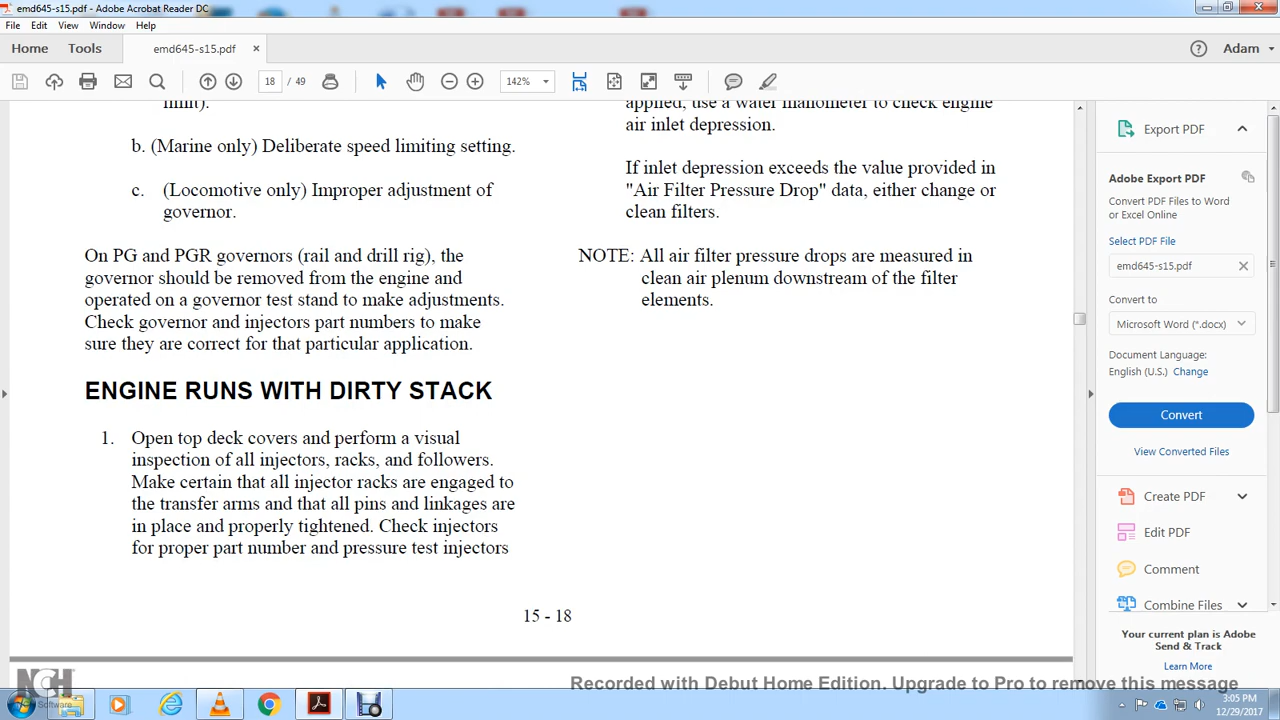 emd645-s15.pdf - Adobe Acrobat Reader DC
File Edit View Window Help
Home Tools emd645-s15.pdf × Adam
18 / 49 142%
limit).
b. (Marine only) Deliberate speed limiting setting.
c. (Locomotive only) Improper adjustment of
governor.
On PG and PGR governors (rail and drill rig), the
governor should be removed from the engine and
operated on a governor test stand to make adjustments.
Check governor and injectors part numbers to make
sure they are correct for that particular application.
ENGINE RUNS WITH DIRTY STACK
1. Open top deck covers and perform a visual
inspection of all injectors, racks, and followers.
Make certain that all injector racks are engaged to
the transfer arms and that all pins and linkages are
in place and properly tightened. Check injectors
for proper part number and pressure test injectors
applied, use a water manometer to check engine
air inlet depression.
If inlet depression exceeds the value provided in
"Air Filter Pressure Drop" data, either change or
clean filters.
NOTE: All air filter pressure drops are measured in
clean air plenum downstream of the filter
elements.
15 - 18
Export PDF
Adobe Export PDF
Convert PDF Files to Word
or Excel Online
Select PDF File
emd645-s15.pdf
Convert to
Microsoft Word (*.docx)
Document Language:
English (U.S.) Change
Convert
View Converted Files
Create PDF
Edit PDF
Comment
Combine Files
Your current plan is Adobe
Send & Track
Learn More
NCH
Software
Recorded with Debut Home Edition. Upgrade to Pro to remove this message
3:05 PM
12/29/2017